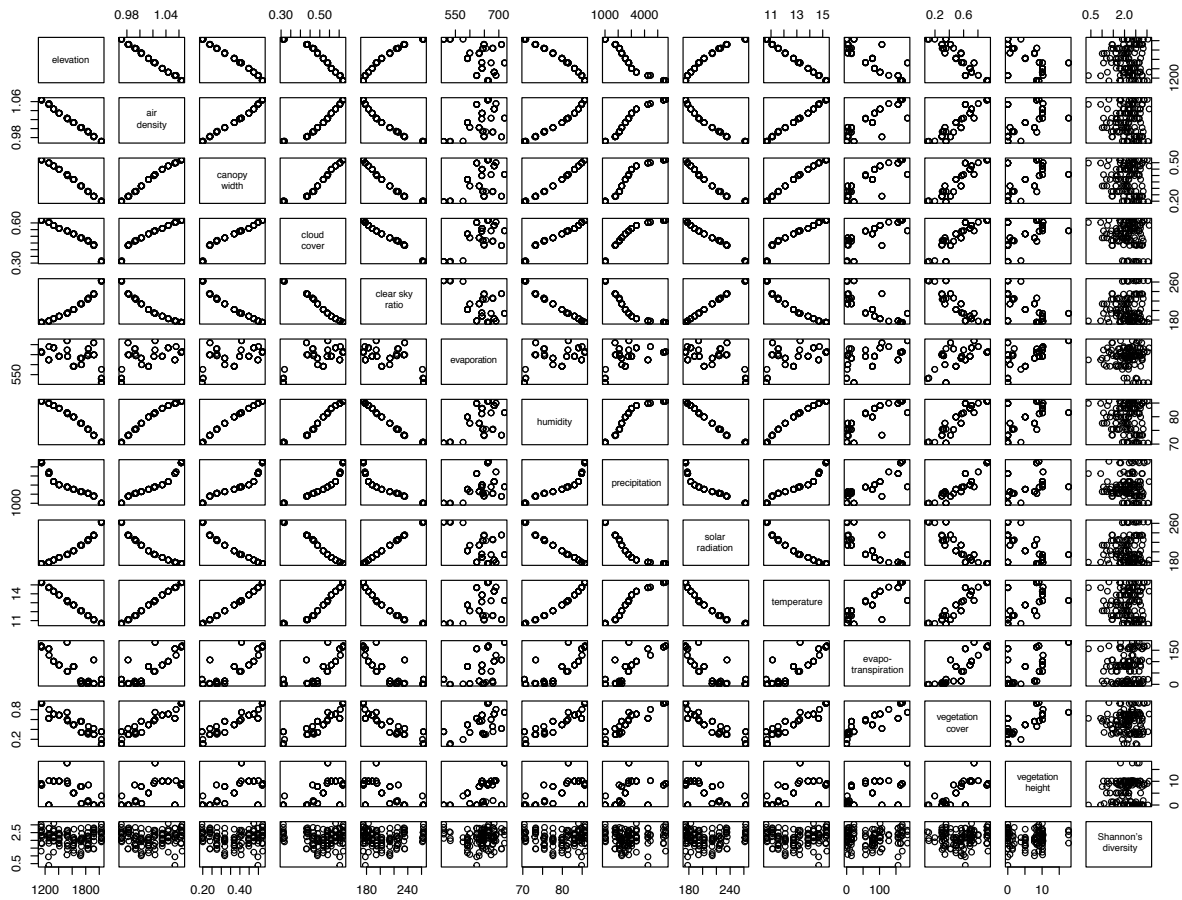 0.98 1.04 0.30 0.50 550 700 1000 4000 11 13 15 0.2 0.6 0.5 2.0
elevation
1200
0.98 1.06
air
density
canopy
width
0.20 0.50
0.30 0.60
cloud
cover
clear sky
ratio
180 260
550
evaporation
humidity
70 80
1000
precipitation
solar
radiation
180 260
11 14
temperature
evapo-
transpiration
0 150
0.2 0.8
vegetation
cover
vegetation
height
0 10
0.5 2.5
Shannon's
diversity
1200 1800 0.20 0.40 180 240 70 80 180 240 0 100 0 10